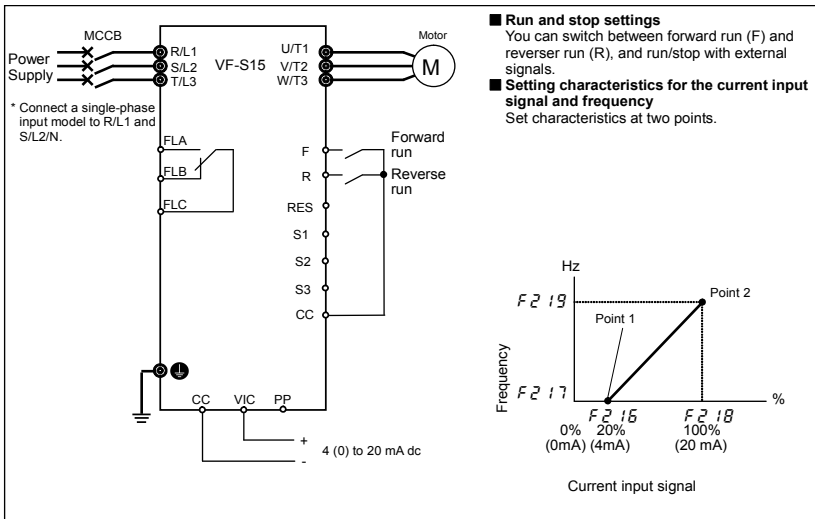 MCCB
Power
Supply
R/L1
S/L2
T/L3
VF-S15
U/T1
V/T2
W/T3
Motor
M
* Connect a single-phase
input model to R/L1 and
S/L2/N.
FLA
FLB
FLC
F
R
RES
S1
S2
S3
CC
Forward
run
Reverse
run
CC VIC PP
+
-
4 (0) to 20 mA dc
■ Run and stop settings
You can switch between forward run (F) and
reverser run (R), and run/stop with external
signals.
■ Setting characteristics for the current input
signal and frequency
Set characteristics at two points.
Hz
F219
Point 2
Point 1
Frequency
F217
%
F216 F218
0% 20% 100%
(0mA) (4mA) (20 mA)
Current input signal